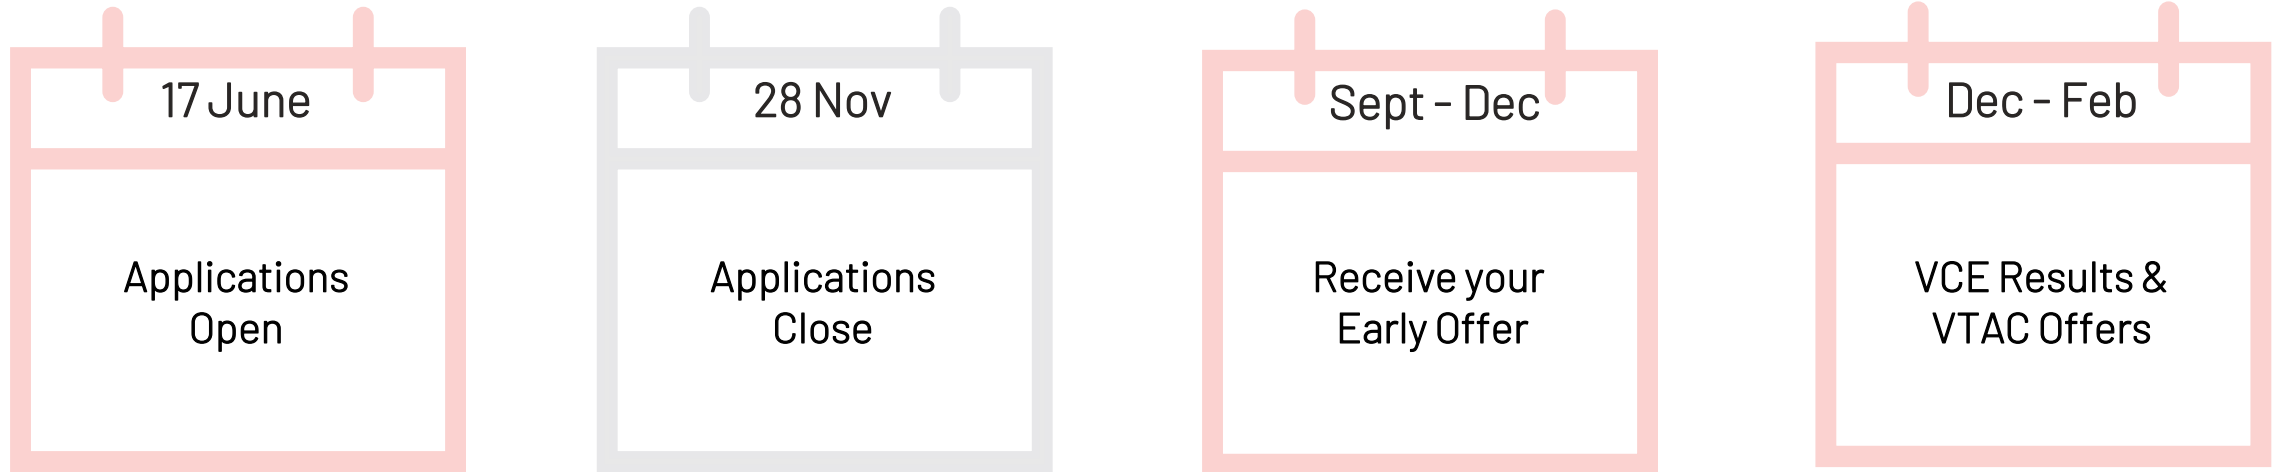 17 June
Applications
Open
28 Nov
Applications
Close
Sept - Dec
Receive your
Early Offer
Dec - Feb
VCE Results &
VTAC Offers